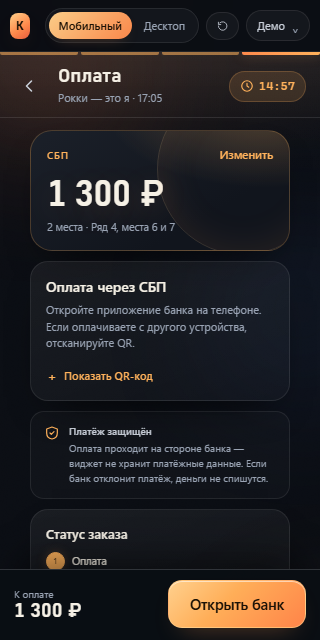 К
Мобильный
Десктоп
Демо
Оплата
Рокки — это я · 17:05
14:57
СБП
Изменить
1 300 ₽
2 места · Ряд 4, места 6 и 7
Оплата через СБП
Откройте приложение банка на телефоне.
Если оплачиваете с другого устройства,
отсканируйте QR.
+ Показать QR-код
Платёж защищён
Оплата проходит на стороне банка —
виджет не хранит платёжные данные. Если
банк отклонит платёж, деньги не спишутся.
Статус заказа
1 Оплата
К оплате
1 300 ₽
Открыть банк